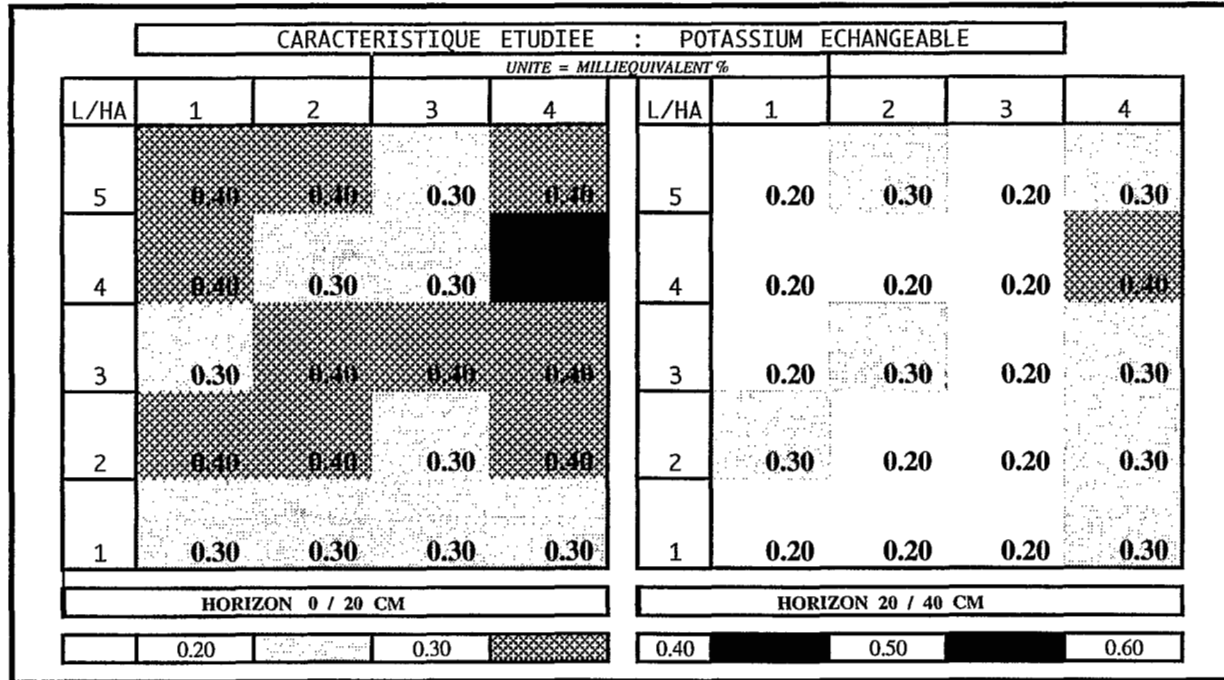 CARACTERISTIQUE ETUDIEE : POTASSIUM ECHANGEABLE
UNITE = MILLIEQUIVALENT %
L/HA 1 2 3 4 L/HA 1 2 3 4
5 0.40 0.40 0.30 0.40 5 0.20 0.30 0.20 0.30
4 0.40 0.30 0.30 4 0.20 0.20 0.20 0.40
3 0.30 0.40 0.40 0.40 3 0.20 0.30 0.20 0.30
2 0.40 0.40 0.30 0.40 2 0.30 0.20 0.20 0.30
1 0.30 0.30 0.30 0.30 1 0.20 0.20 0.20 0.30
HORIZON 0 / 20 CM HORIZON 20 / 40 CM
0.20 0.30 0.40 0.50 0.60